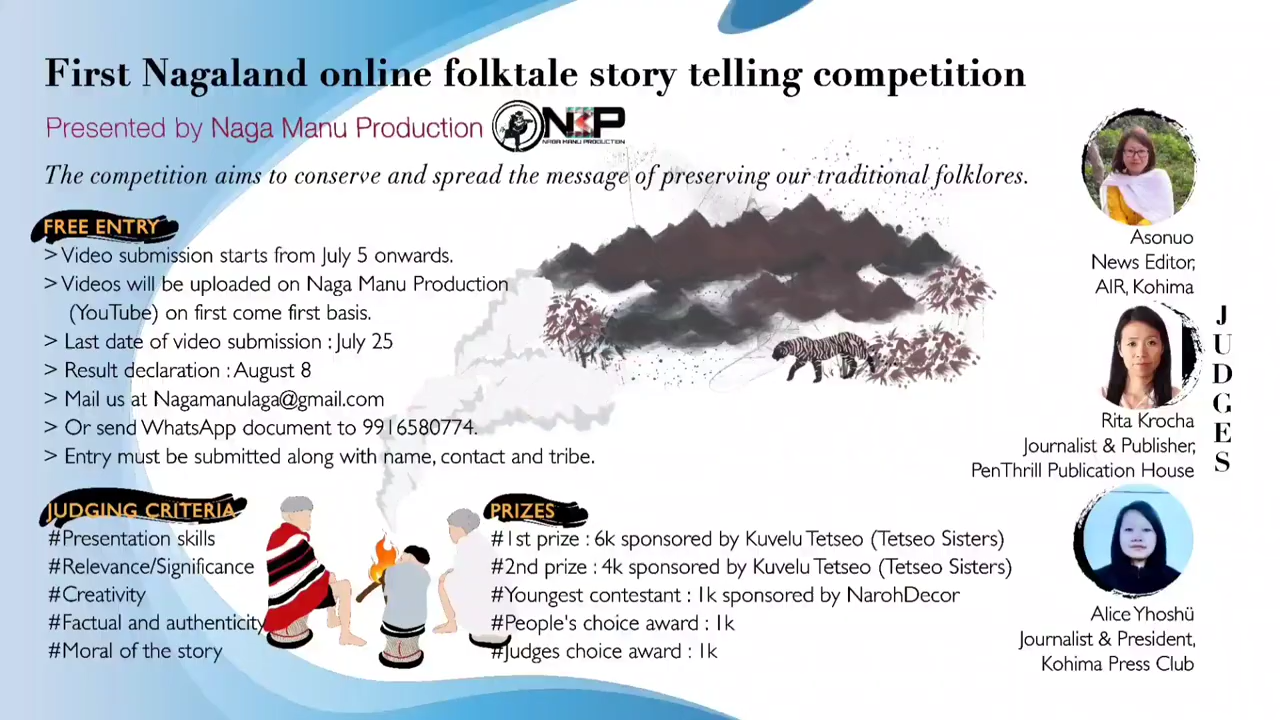 First Nagaland online folktale story telling competition
Presented by Naga Manu Production
NMP
NAGA MANU PRODUCTION
The competition aims to conserve and spread the message of preserving our traditional folklores.
FREE ENTRY
> Video submission starts from July 5 onwards.
> Videos will be uploaded on Naga Manu Production
(YouTube) on first come first basis.
> Last date of video submission : July 25
> Result declaration : August 8
> Mail us at Nagamanulaga@gmail.com
> Or send WhatsApp document to 9916580774.
> Entry must be submitted along with name, contact and tribe.
JUDGING CRITERIA
#Presentation skills
#Relevance/Significance
#Creativity
#Factual and authenticity
#Moral of the story
PRIZES
#1st prize : 6k sponsored by Kuvelu Tetseo (Tetseo Sisters)
#2nd prize : 4k sponsored by Kuvelu Tetseo (Tetseo Sisters)
#Youngest contestant : 1k sponsored by NarohDecor
#People's choice award : 1k
#Judges choice award : 1k
JUDGES
Asonuo
News Editor,
AIR, Kohima
Rita Krocha
Journalist & Publisher,
PenThrill Publication House
Alice Yhoshü
Journalist & President,
Kohima Press Club